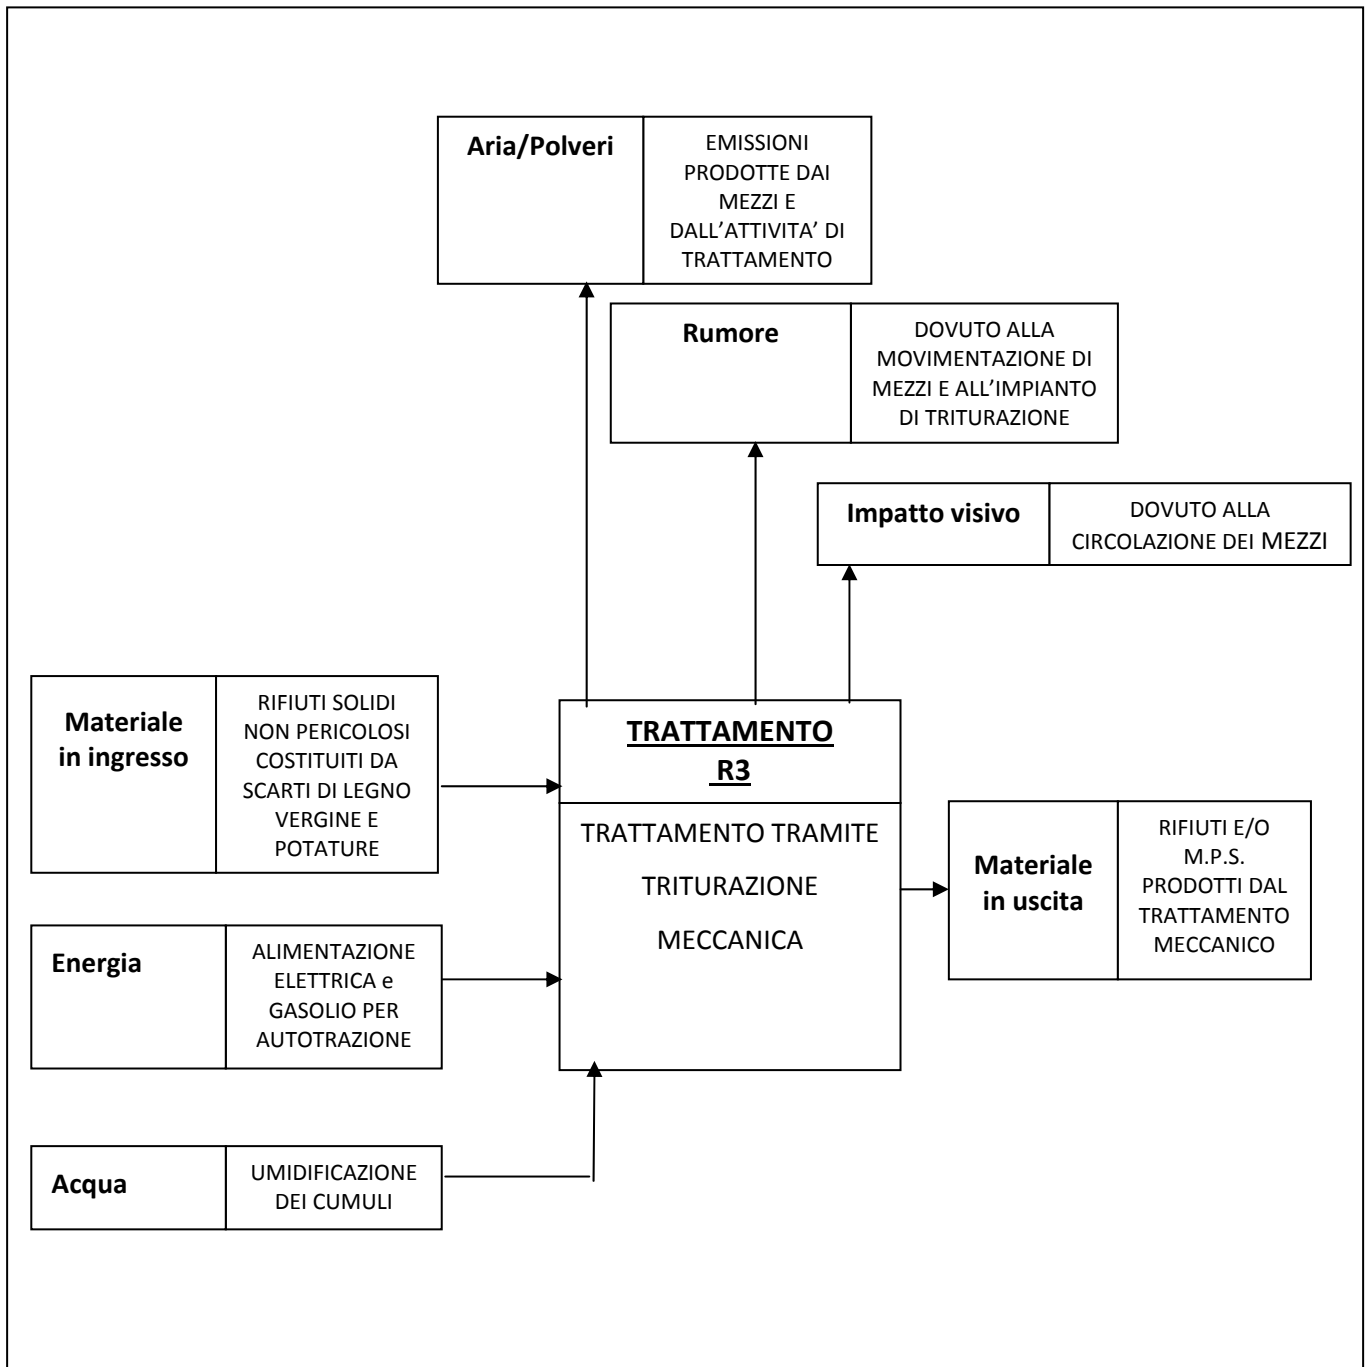 Aria/Polveri
EMISSIONI
PRODOTTE DAI
MEZZI E
DALL’ATTIVITA’ DI
TRATTAMENTO
Rumore
DOVUTO ALLA
MOVIMENTAZIONE DI
MEZZI E ALL’IMPIANTO
DI TRITURAZIONE
Impatto visivo
DOVUTO ALLA
CIRCOLAZIONE DEI MEZZI
Materiale
in ingresso
RIFIUTI SOLIDI
NON PERICOLOSI
COSTITUITI DA
SCARTI DI LEGNO
VERGINE E
POTATURE
TRATTAMENTO
R3
TRATTAMENTO TRAMITE
TRITURAZIONE
MECCANICA
Materiale
in uscita
RIFIUTI E/O
M.P.S.
PRODOTTI DAL
TRATTAMENTO
MECCANICO
Energia
ALIMENTAZIONE
ELETTRICA e
GASOLIO PER
AUTOTRAZIONE
Acqua
UMIDIFICAZIONE
DEI CUMULI